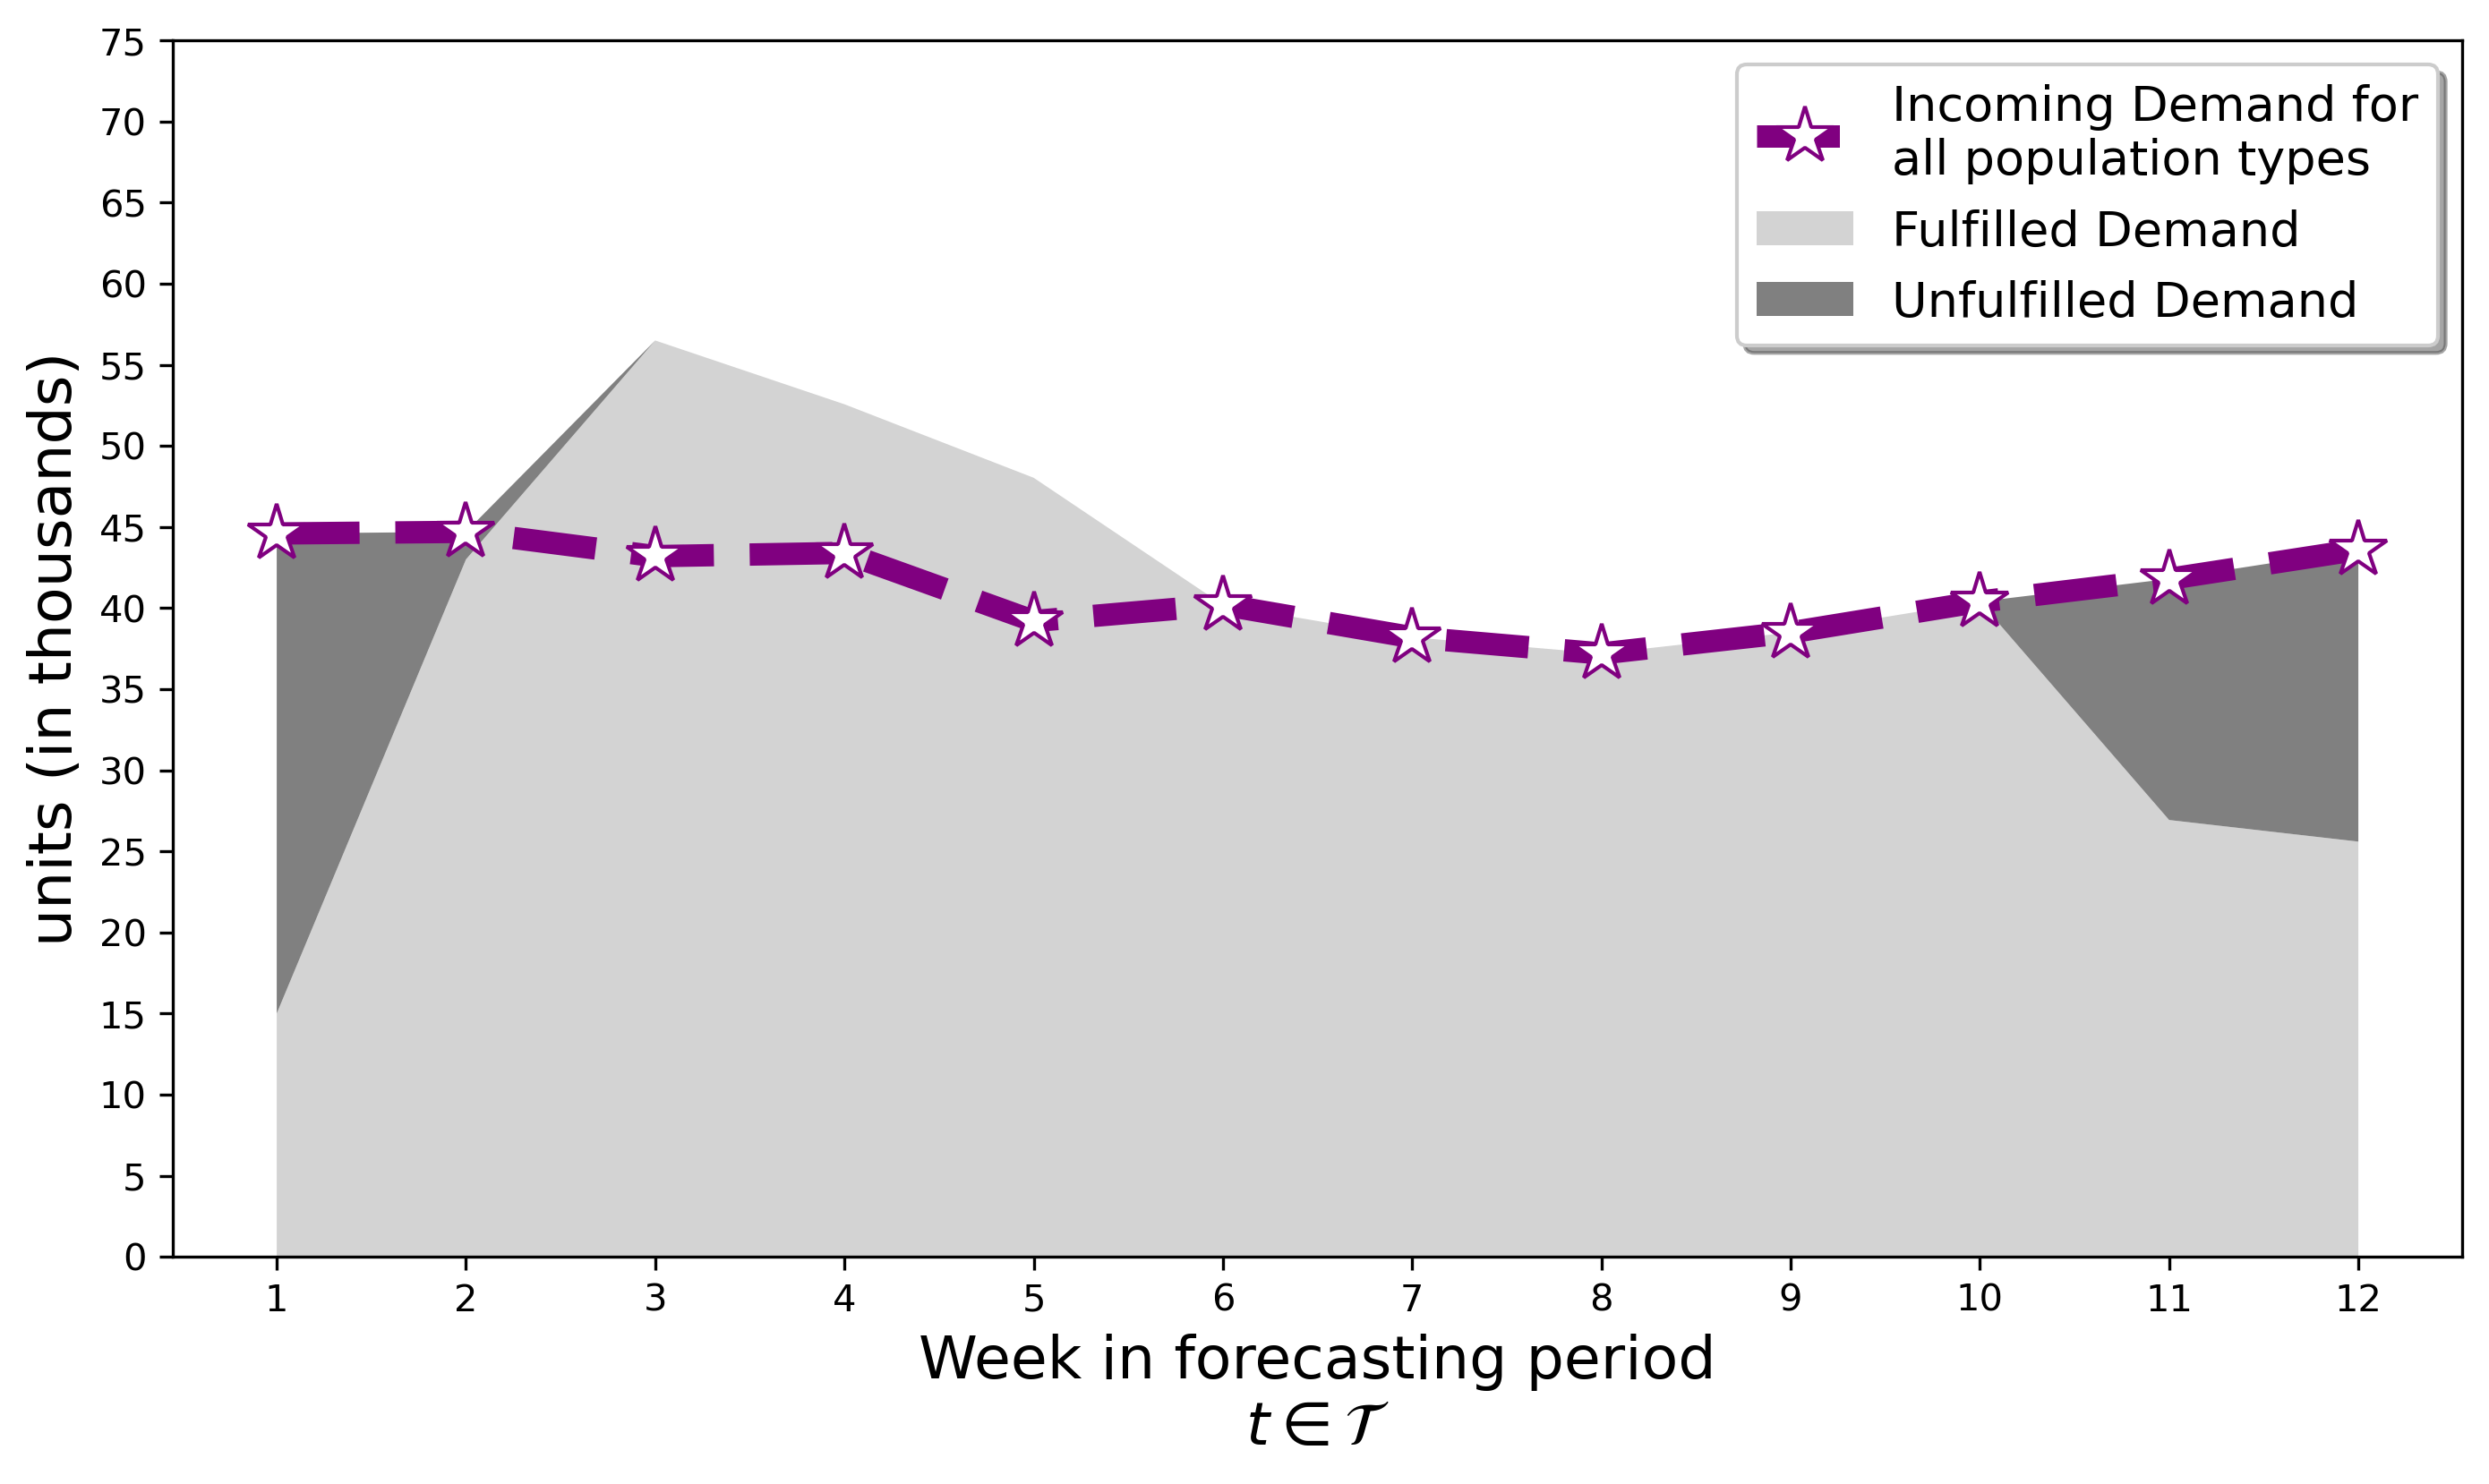 75
70
65
60
55
50
45
40
35
30
25
20
15
10
5
0
units (in thousands)
Incoming Demand for
all population types
Fulfilled Demand
Unfulfilled Demand
1 2 3 4 5 6 7 8 9 10 11 12
Week in forecasting period
t ∈ 𝒯